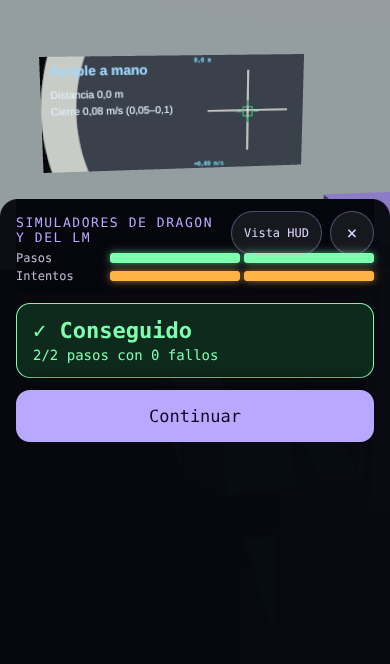 Acople a mano
Distancia 0,0 m
Cierre 0,08 m/s (0,05–0,1)
0,0 m
+0,08 m/s
SIMULADORES DE DRAGON
Y DEL LM
Vista HUD
×
Pasos
Intentos
✓ Conseguido
2/2 pasos con 0 fallos
Continuar